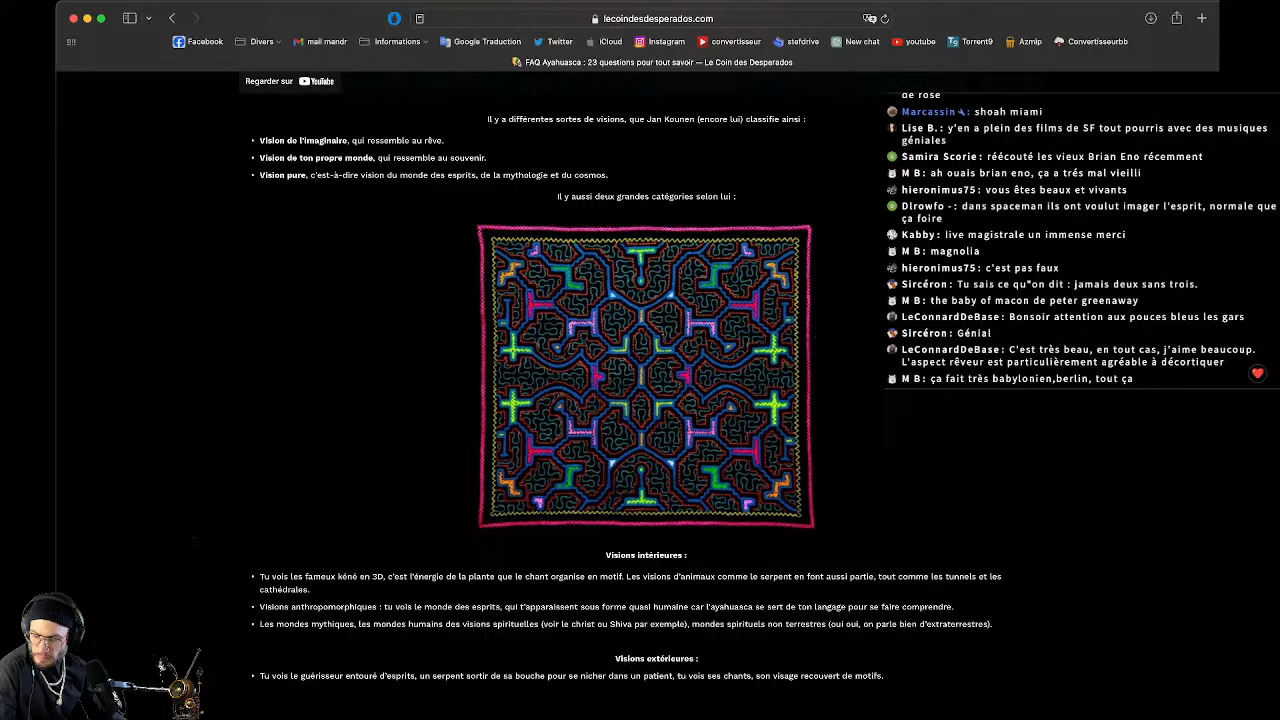 lecoindesdesperados.com
Facebook Divers mail mandr Informations Google Traduction Twitter iCloud Instagram convertisseur stefdrive New chat youtube Torrent9 Azmlp Convertisseurbb
FAQ Ayahuasca : 23 questions pour tout savoir — Le Coin des Desperados
Regarder sur YouTube
Il y a différentes sortes de visions, que Jan Kounen (encore lui) classifie ainsi :
• Vision de l'imaginaire, qui ressemble au rêve.
• Vision de ton propre monde, qui ressemble au souvenir.
• Vision pure, c'est-à-dire vision du monde des esprits, de la mythologie et du cosmos.
Il y aussi deux grandes catégories selon lui :
Visions intérieures :
• Tu vois les fameux kéné en 3D, c'est l'énergie de la plante que le chant organise en motif. Les visions d'animaux comme le serpent en font aussi partie, tout comme les tunnels et les
cathédrales.
• Visions anthropomorphiques : tu vois le monde des esprits, qui t'apparaissent sous forme quasi humaine car l'ayahuasca se sert de ton langage pour se faire comprendre.
• Les mondes mythiques, les mondes humains des visions spirituelles (voir le christ ou Shiva par exemple), mondes spirituels non terrestres (oui oui, on parle bien d'extraterrestres).
Visions extérieures :
• Tu vois le guérisseur entouré d'esprits, un serpent sortir de sa bouche pour se nicher dans un patient, tu vois ses chants, son visage recouvert de motifs.
de rose
Marcassin : shoah miami
Lise B. : y'en a plein des films de SF tout pourris avec des musiques
géniales
Samira Scorie : réécouté les vieux Brian Eno récemment
M B : ah ouais brian eno, ça a trés mal vieilli
hieronimus75 : vous êtes beaux et vivants
Dlrowfo - : dans spaceman ils ont voulut imager l'esprit, normale que
ça foire
Kabby : live magistrale un immense merci
M B : magnolia
hieronimus75 : c'est pas faux
Sircéron : Tu sais ce qu"on dit : jamais deux sans trois.
M B : the baby of macon de peter greenaway
LeConnardDeBase : Bonsoir attention aux pouces bleus les gars
Sircéron : Génial
LeConnardDeBase : C'est très beau, en tout cas, j'aime beaucoup.
L'aspect rêveur est particulièrement agréable à décortiquer
M B : ça fait très babylonien,berlin, tout ça